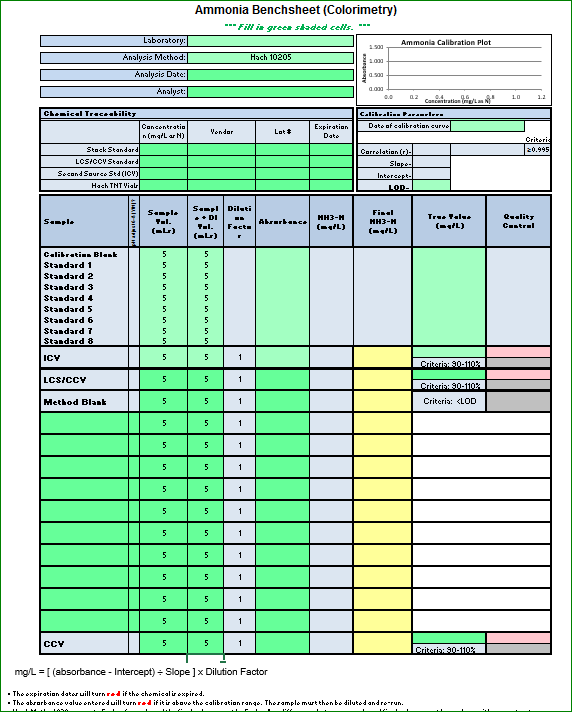 Ammonia Benchsheet (Colorimetry)
*** Fill in green shaded cells. ***
Laboratory:
Analysis Method: Hach 10205
Analysis Date:
Analyst:
Ammonia Calibration Plot
Absorbance
1.500
1.000
0.500
0.000
0.0 0.2 0.4 0.6 0.8 1.0 1.2
Concentration (mg/L as N)
Chemical Traceability
Concentratio
n (mg/L as N) Vendor Lot # Expiration
Date
Stock Standard
LCS/CCV Standard
Second Source Std (ICV)
Hach TNT Vials
Calibration Parameters
Date of calibration curve
Criteria
Correlation (r)= ≥0.995
Slope=
Intercept=
LOD=
Sample
Sample
Vol.
(mLs)
Sampl
e + DI
Vol.
(mLs)
Diluti
on
Facto
r
Absorbance
NH3-N
(mg/L)
Final
NH3-N
(mg/L)
True Value
(mg/L)
Quality
Control
Calibration Blank 5 5
Standard 1 5 5
Standard 2 5 5
Standard 3 5 5
Standard 4 5 5
Standard 5 5 5
Standard 6 5 5
Standard 7 5 5
Standard 8 5 5
ICV 5 5 1
Criteria: 90-110%
LCS/CCV 5 5 1
Criteria: 90-110%
Method Blank 5 5 1 Criteria: <LOD
5 5 1
5 5 1
5 5 1
5 5 1
5 5 1
5 5 1
5 5 1
5 5 1
5 5 1
5 5 1
CCV 5 5 1
Criteria: 90-110%
mg/L = [ (absorbance - Intercept) ÷ Slope ] x Dilution Factor
• The expiration dates will turn red if the chemical is expired.
• The absorbance value entered will turn red if it is above the calibration range. The sample must then be diluted and re-run.